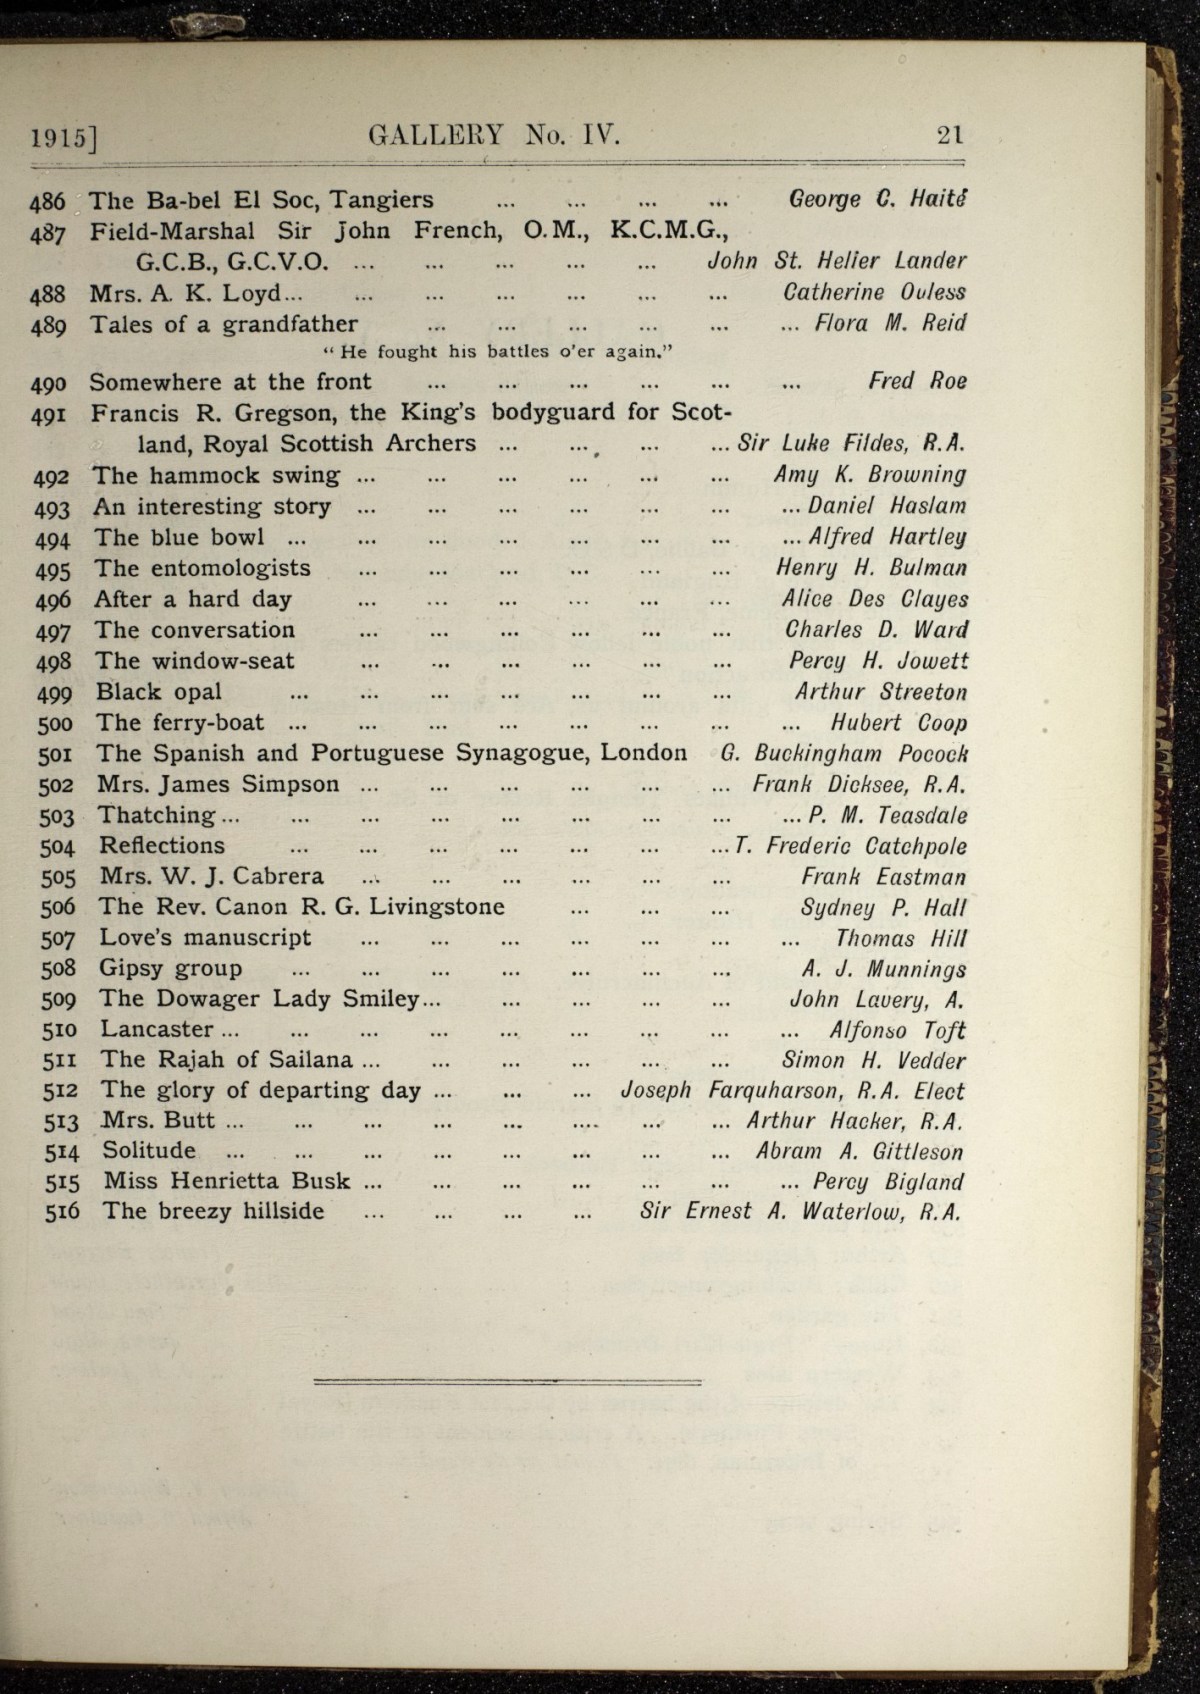 1915] GALLERY No. IV. 21
486 The Ba-bel El Soc, Tangiers ... ... ... ... George C. Haité
487 Field-Marshal Sir John French, O.M., K.C.M.G.,
G.C.B., G.C.V.O. ... ... ... ... ... John St. Helier Lander
488 Mrs. A. K. Loyd... ... ... ... ... ... ... Catherine Ouless
489 Tales of a grandfather ... ... ... ... ... ... Flora M. Reid
“ He fought his battles o’er again.”
490 Somewhere at the front ... ... ... ... ... ... Fred Roe
491 Francis R. Gregson, the King’s bodyguard for Scot-
land, Royal Scottish Archers ... ... ... ... Sir Luke Fildes, R.A.
492 The hammock swing ... ... ... ... ... ... Amy K. Browning
493 An interesting story ... ... ... ... ... ... ... Daniel Haslam
494 The blue bowl ... ... ... ... ... ... ... ... Alfred Hartley
495 The entomologists ... ... ... ... ... ... Henry H. Bulman
496 After a hard day ... ... ... ... ... ... Alice Des Clayes
497 The conversation ... ... ... ... ... ... Charles D. Ward
498 The window-seat ... ... ... ... ... ... Percy H. Jowett
499 Black opal ... ... ... ... ... ... ... Arthur Streeton
500 The ferry-boat ... ... ... ... ... ... ... ... Hubert Coop
501 The Spanish and Portuguese Synagogue, London G. Buckingham Pocock
502 Mrs. James Simpson ... ... ... ... ... ... Frank Dicksee, R.A.
503 Thatching ... ... ... ... ... ... ... ... ... P. M. Teasdale
504 Reflections ... ... ... ... ... ... ... T. Frederic Catchpole
505 Mrs. W. J. Cabrera ... ... ... ... ... ... Frank Eastman
506 The Rev. Canon R. G. Livingstone ... ... ... Sydney P. Hall
507 Love’s manuscript ... ... ... ... ... ... ... Thomas Hill
508 Gipsy group ... ... ... ... ... ... ... A. J. Munnings
509 The Dowager Lady Smiley... ... ... ... ... John Lavery, A.
510 Lancaster ... ... ... ... ... ... ... ... ... Alfonso Toft
511 The Rajah of Sailana ... ... ... ... ... ... Simon H. Vedder
512 The glory of departing day ... ... ... Joseph Farquharson, R.A. Elect
513 Mrs. Butt ... ... ... ... ... ... ... ... Arthur Hacker, R.A.
514 Solitude ... ... ... ... ... ... ... ... Abram A. Gittleson
515 Miss Henrietta Busk ... ... ... ... ... ... ... Percy Bigland
516 The breezy hillside ... ... ... ... Sir Ernest A. Waterlow, R.A.